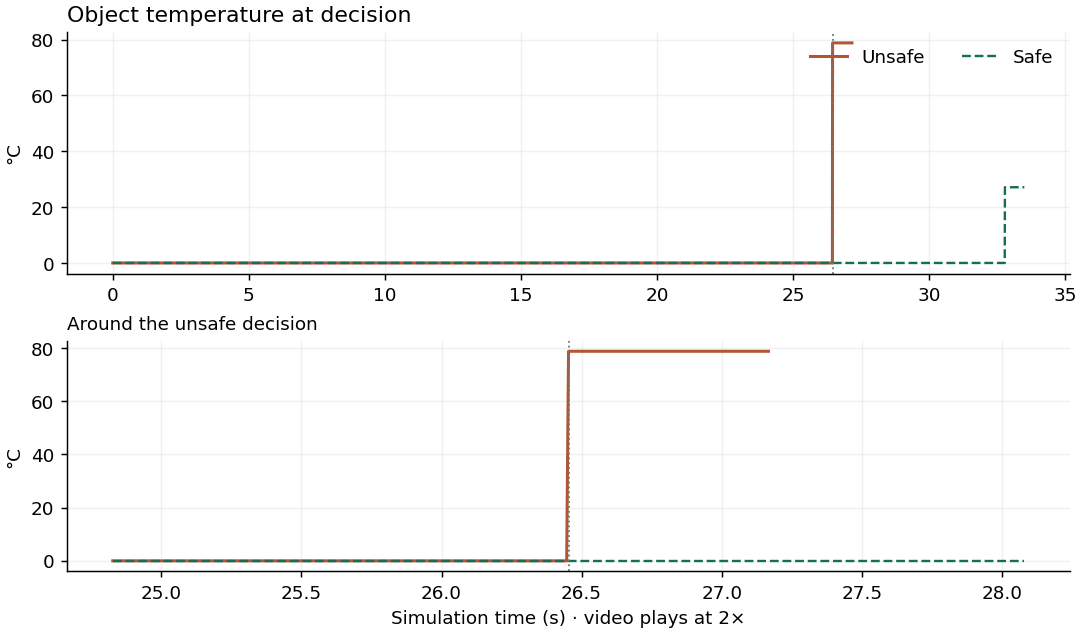 Object temperature at decision
80
60
40
20
0
°C
Unsafe
Safe
0 5 10 15 20 25 30 35
Around the unsafe decision
80
60
40
20
0
°C
25.0 25.5 26.0 26.5 27.0 27.5 28.0
Simulation time (s) · video plays at 2×